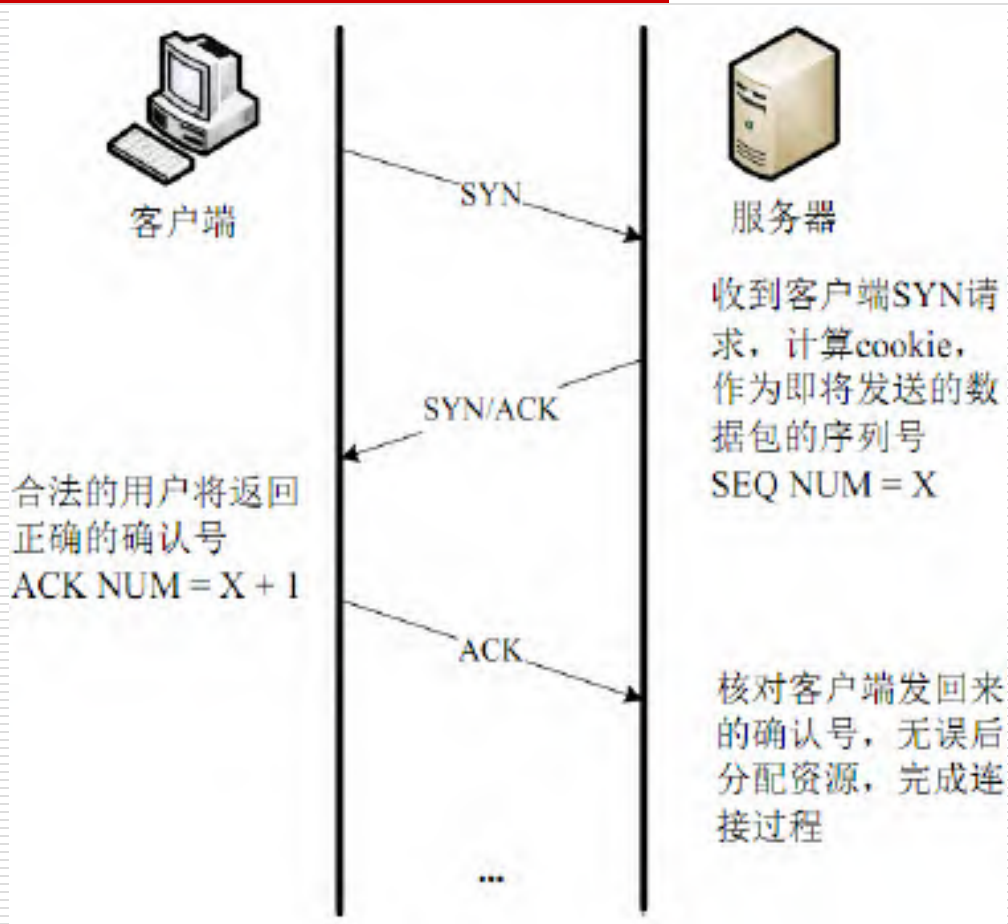 客户端
服务器
SYN
收到客户端SYN请
求，计算cookie，
作为即将发送的数
据包的序列号
SEQ NUM = X
SYN/ACK
合法的用户将返回
正确的确认号
ACK NUM = X + 1
ACK
核对客户端发回来
的确认号，无误后
分配资源，完成连
接过程
...